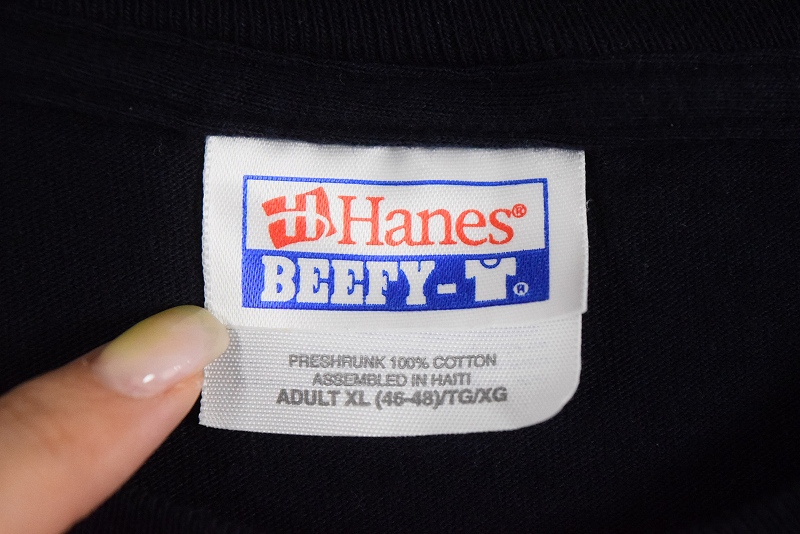 Hanes®
BEEFY-T®
PRESHRUNK 100% COTTON
ASSEMBLED IN HAITI
ADULT XL (46-48)/TG/XG